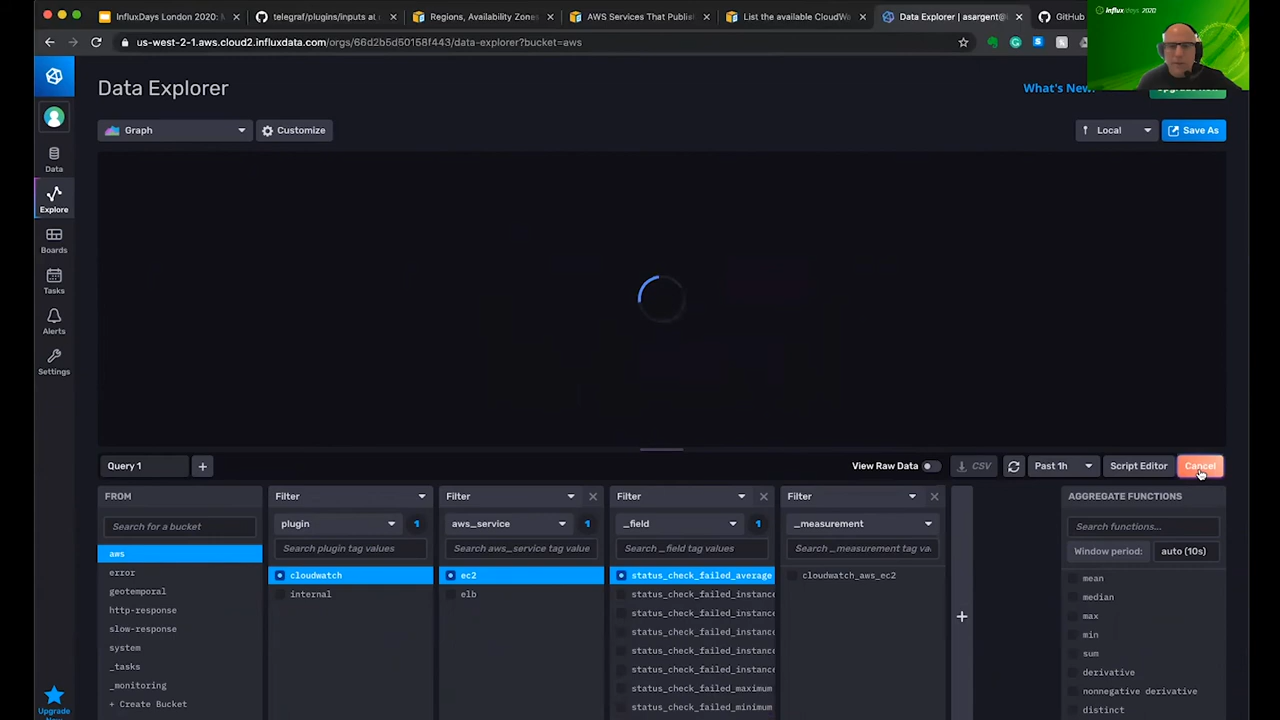 InfluxDays London 2020: M
telegraf/plugins/inputs at
Regions, Availability Zones
AWS Services That Publish
List the available CloudWa
Data Explorer | asargent@
GitHub
influxdays 2020
us-west-2-1.aws.cloud2.influxdata.com/orgs/66d2b5d50158f443/data-explorer?bucket=aws
Data Explorer
What's New?
Upgrade Now
Graph
Customize
Local
Save As
Data
Explore
Boards
Tasks
Alerts
Settings
Upgrade
Now
Query 1
+
View Raw Data
CSV
Past 1h
Script Editor
Cancel
FROM
Search for a bucket
aws
error
geotemporal
http-response
slow-response
system
_tasks
_monitoring
+ Create Bucket
Filter
plugin
1
Search plugin tag values
cloudwatch
internal
Filter
aws_service
1
Search aws_service tag value
ec2
elb
Filter
_field
1
Search _field tag values
status_check_failed_average
status_check_failed_instance
status_check_failed_instance
status_check_failed_instance
status_check_failed_instance
status_check_failed_instance
status_check_failed_maximum
status_check_failed_minimum
Filter
_measurement
Search _measurement tag va
cloudwatch_aws_ec2
+
AGGREGATE FUNCTIONS
Search functions...
Window period:
auto (10s)
mean
median
max
min
sum
derivative
nonnegative derivative
distinct